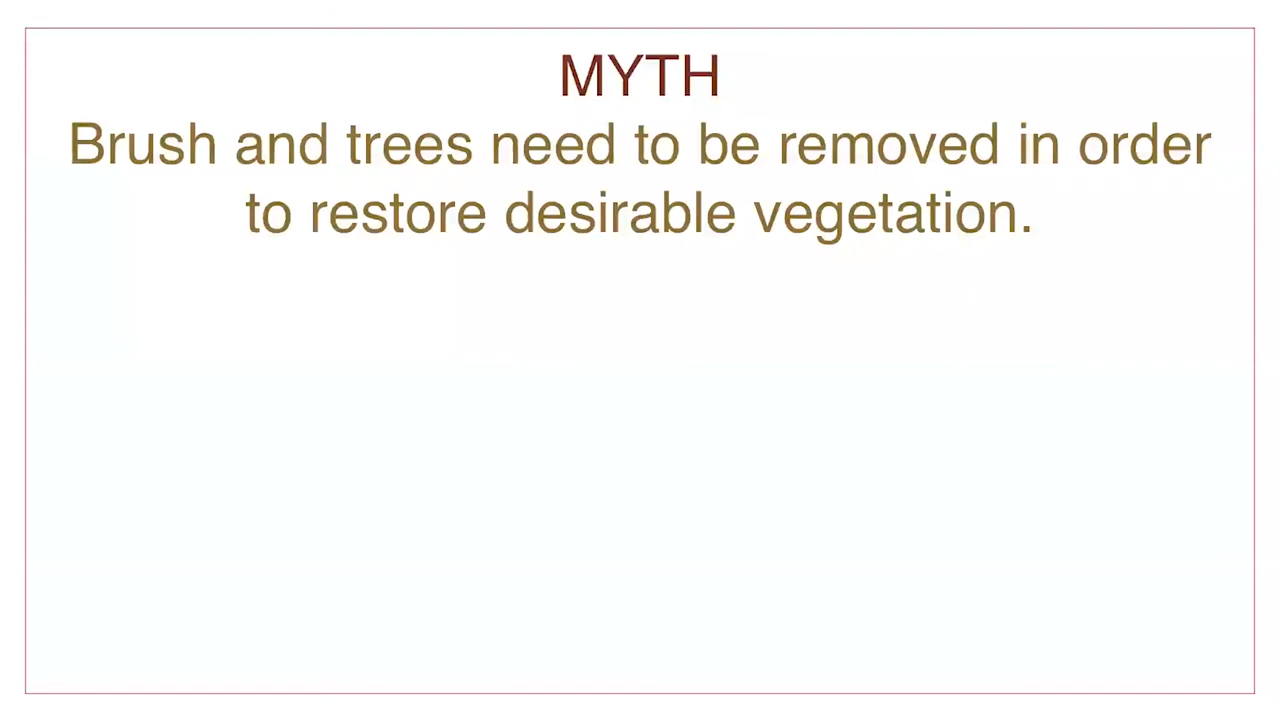 MYTH
Brush and trees need to be removed in order
to restore desirable vegetation.